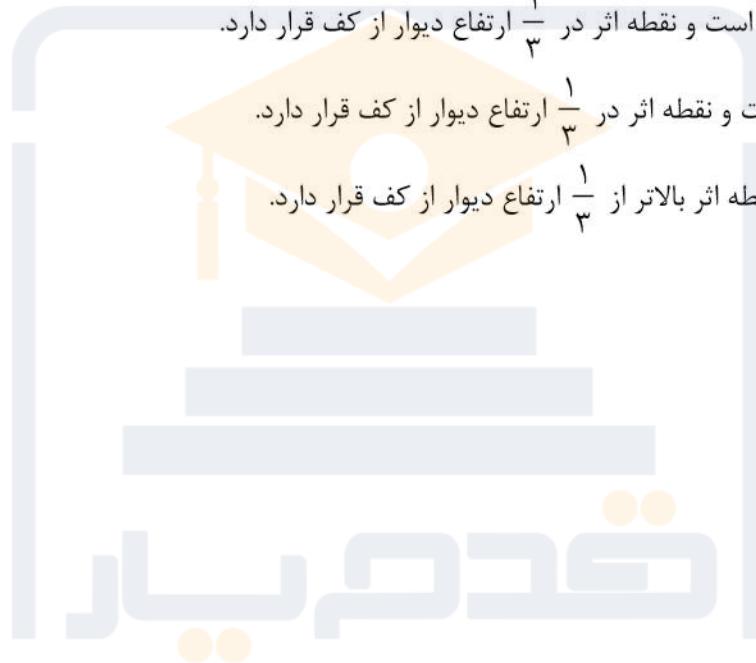 است و نقطه اثر در ۱/۳ ارتفاع دیوار از کف قرار دارد.
و نقطه اثر در ۱/۳ ارتفاع دیوار از کف قرار دارد.
اثر بالاتر از ۱/۳ ارتفاع دیوار از کف قرار دارد.
قدم یار